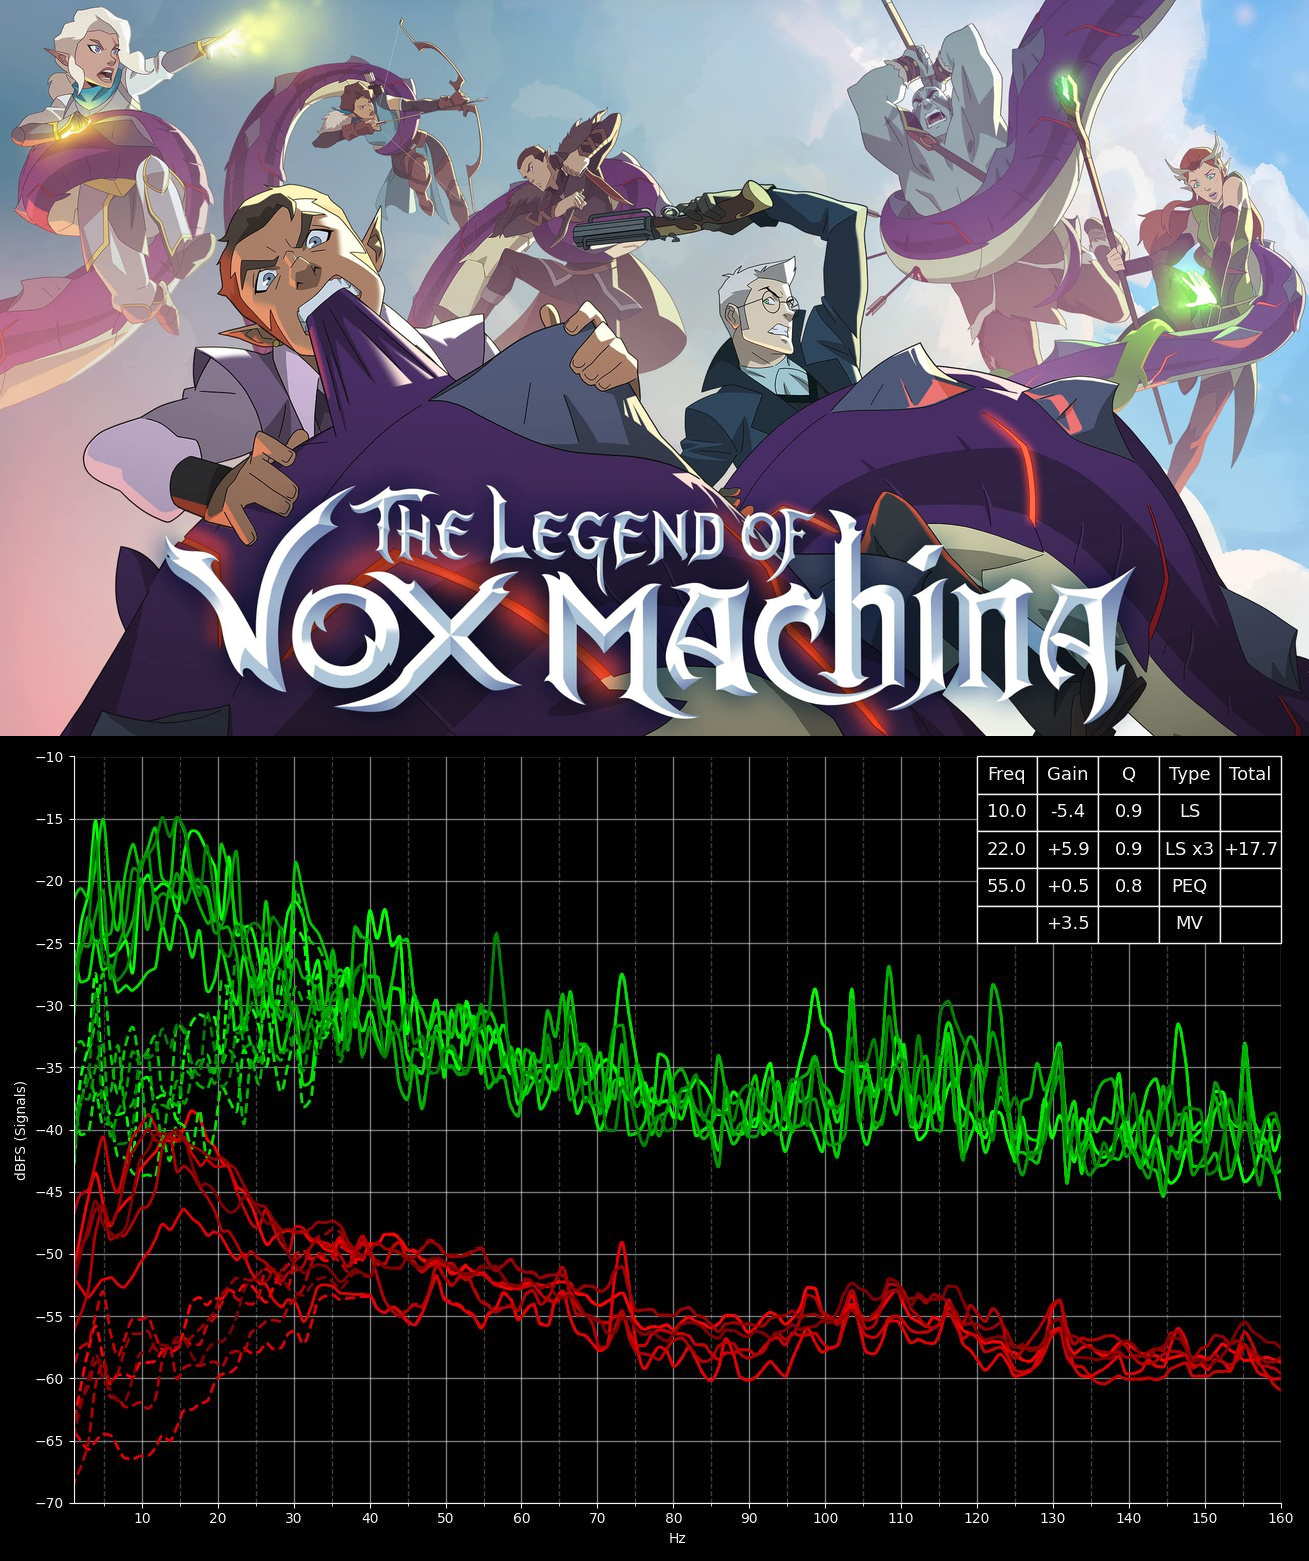 THE LEGEND OF
VOX MACHINA
Freq Gain Q Type Total
10.0 -5.4 0.9 LS
22.0 +5.9 0.9 LS x3 +17.7
55.0 +0.5 0.8 PEQ
+3.5 MV
−10
−15
−20
−25
−30
−35
−40
−45
−50
−55
−60
−65
−70
dBFS (Signals)
10 20 30 40 50 60 70 80 90 100 110 120 130 140 150 160
Hz